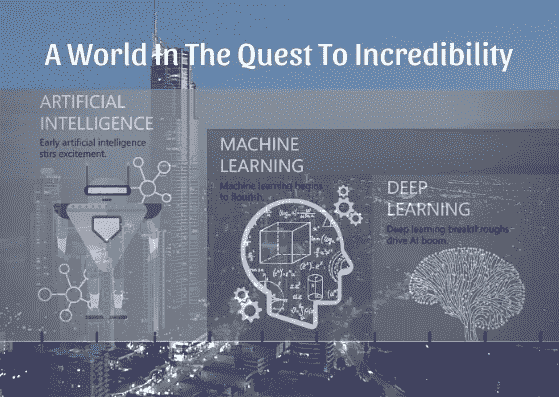 A World In The Quest To Incredibility
ARTIFICIAL
INTELLIGENCE
Early artificial intelligence
stirs excitement.
MACHINE
LEARNING
Machine learning begins
to flourish.
DEEP
LEARNING
Deep learning breakthroughs
drive AI boom.